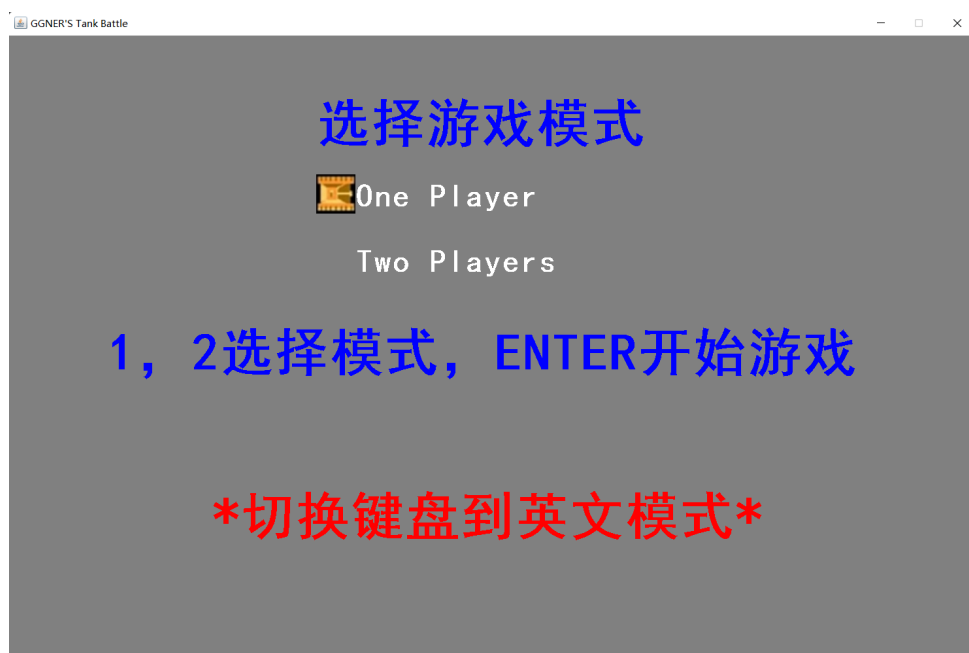 GGNER'S Tank Battle
选择游戏模式
One Player
Two Players
1，2选择模式，ENTER开始游戏
*切换键盘到英文模式*